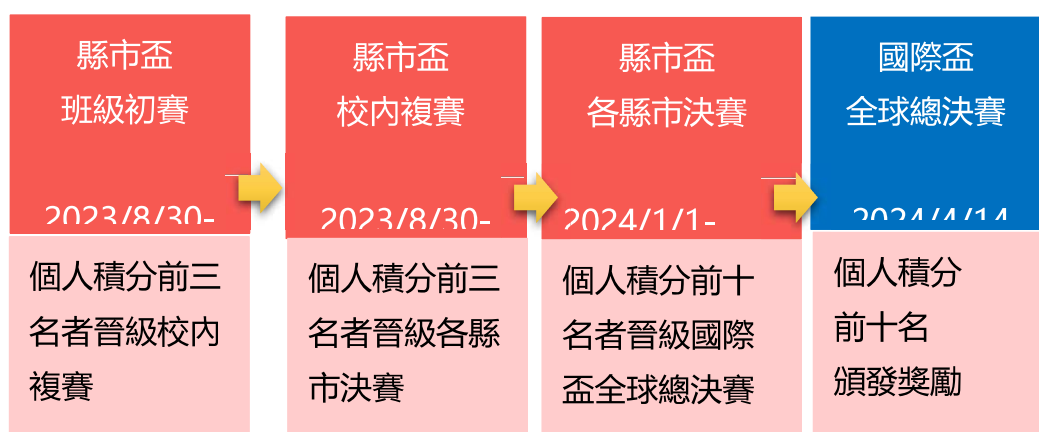 縣市盃
班級初賽
2023/8/30-
個人積分前三
名者晉級校內
複賽
縣市盃
校內複賽
2023/8/30-
個人積分前三
名者晉級各縣
市決賽
縣市盃
各縣市決賽
2024/1/1-
個人積分前十
名者晉級國際
盃全球總決賽
國際盃
全球總決賽
2024/4/14
個人積分
前十名
頒發獎勵